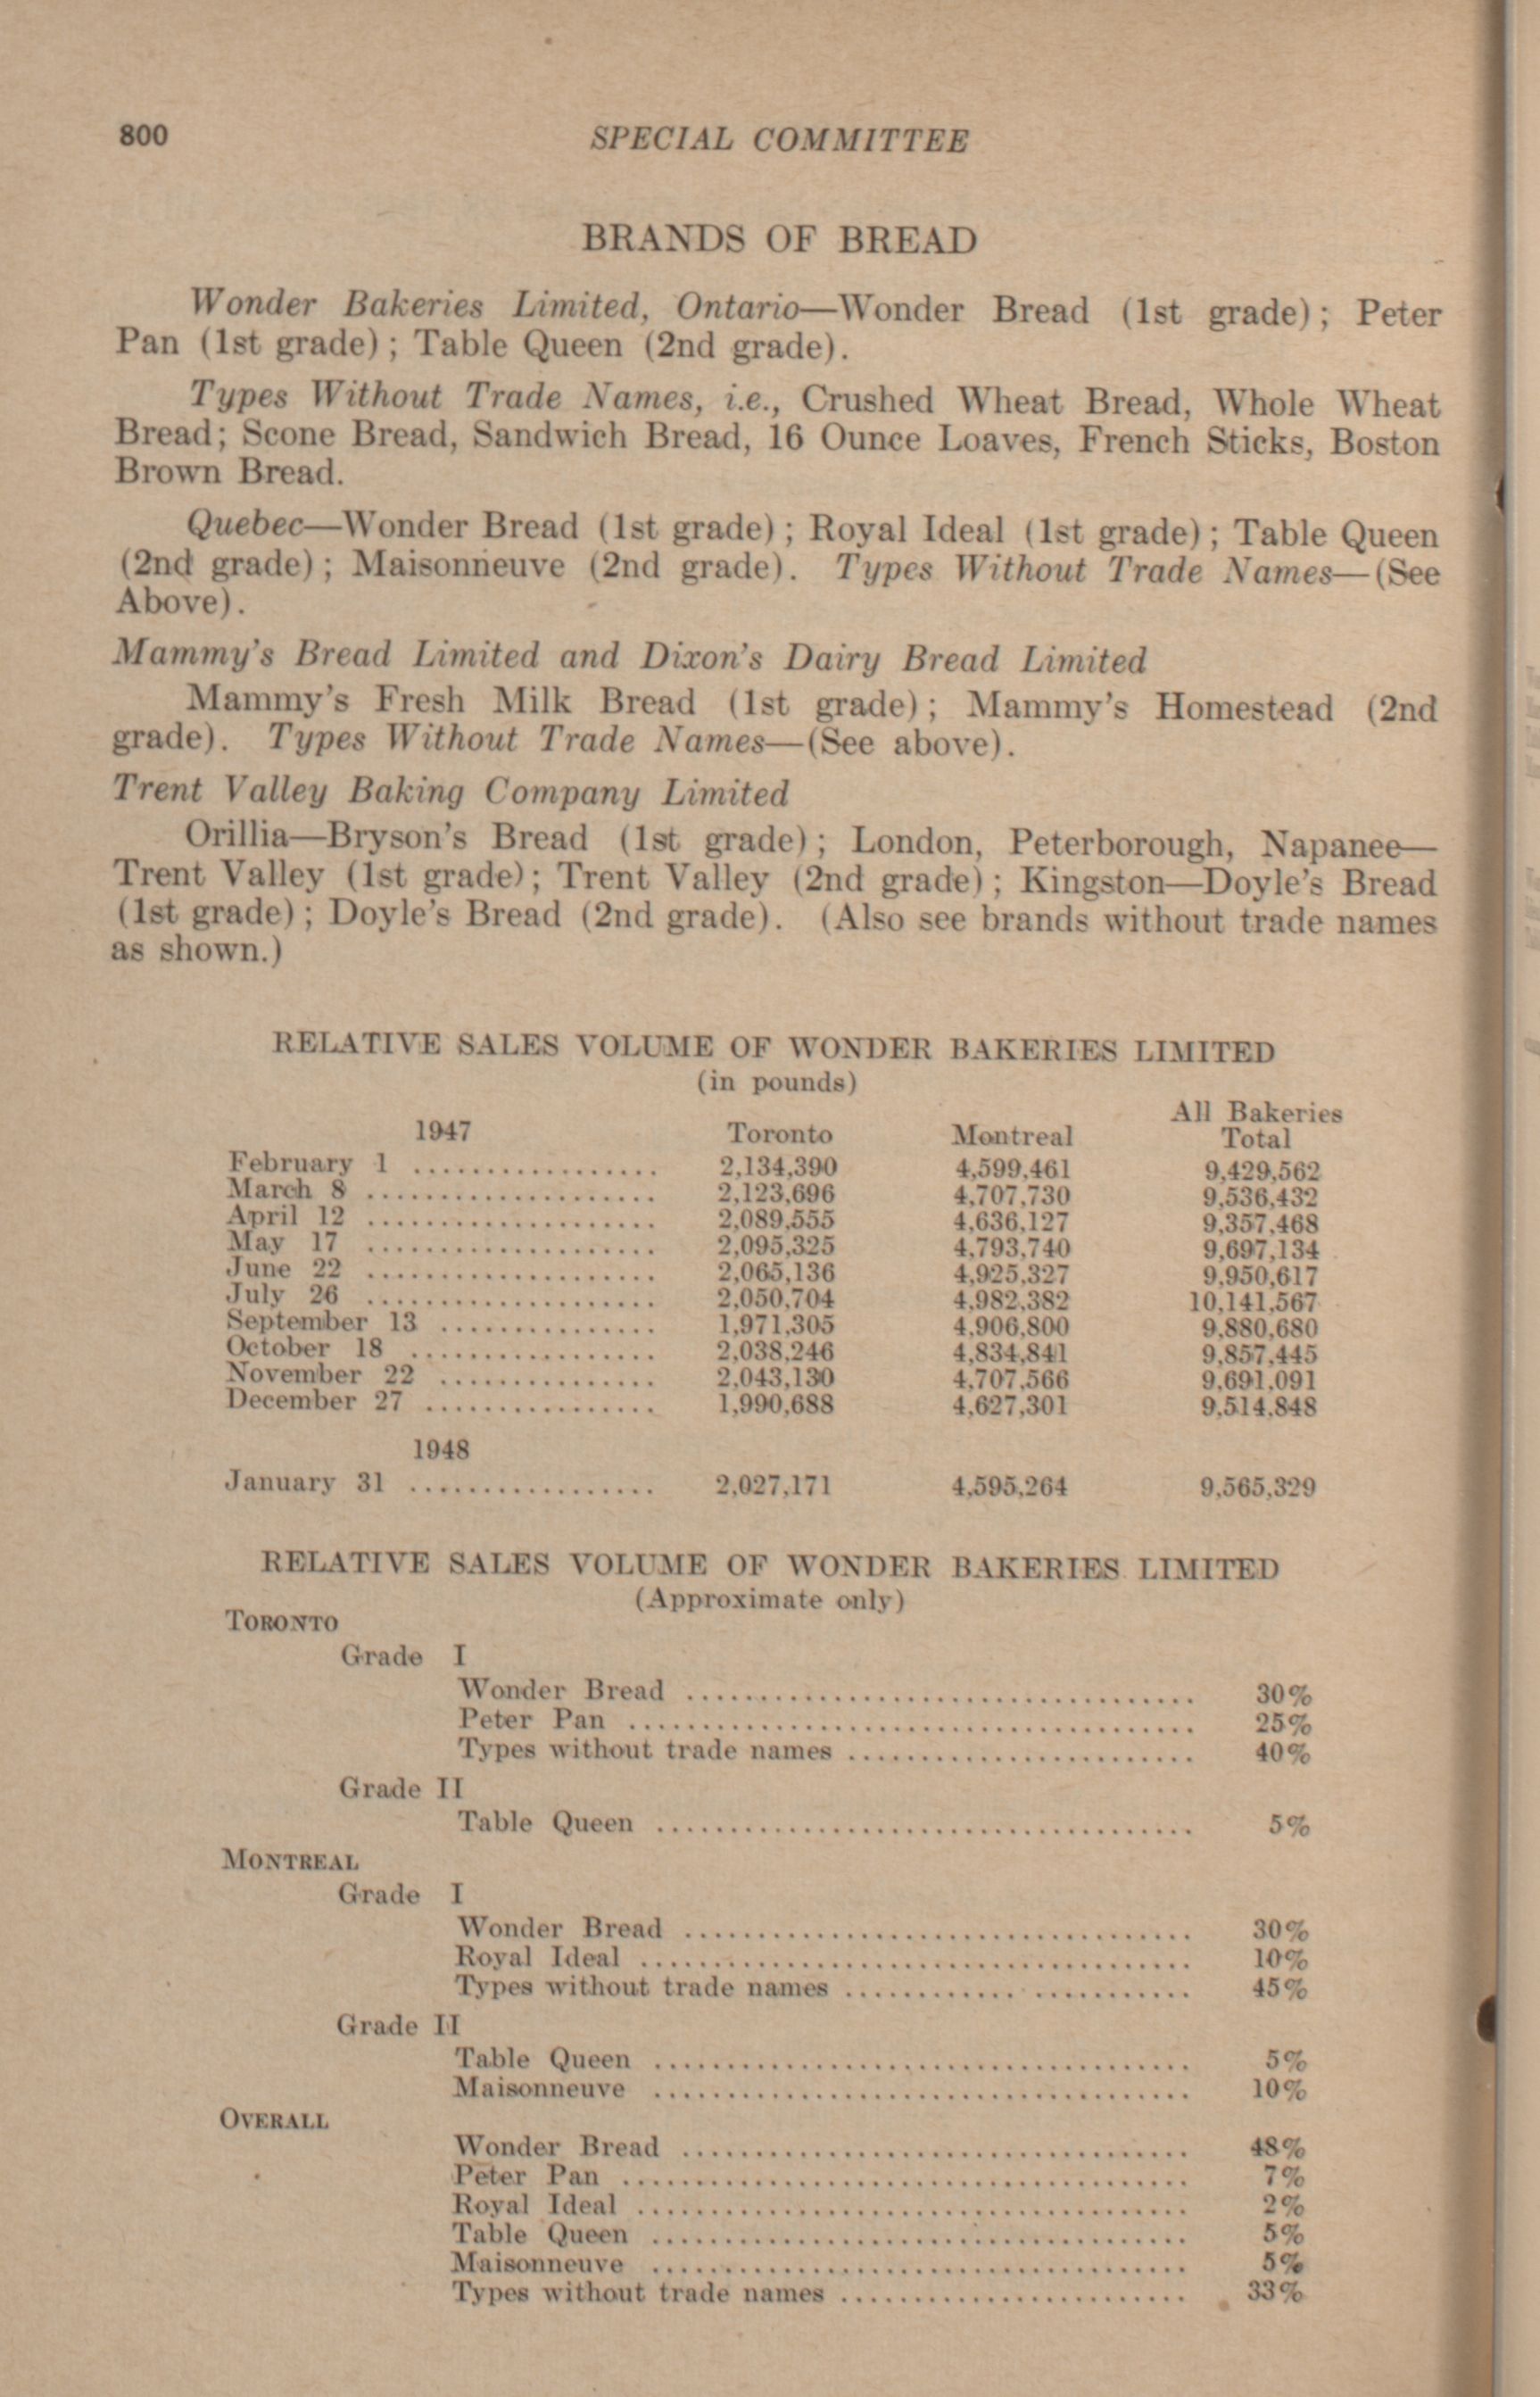 800
SPECIAL COMMITTEE
BRANDS OF BREAD
Wonder Bakeries Limited, Ontario—Wonder Bread (1st grade); Peter
Pan (1st grade); Table Queen (2nd grade).
Types Without Trade Names, i.e., Crushed Wheat Bread, Whole Wheat
Bread; Scone Bread, Sandwich Bread, 16 Ounce Loaves, French Sticks, Boston
Brown Bread.
Quebec—Wonder Bread (1st grade); Royal Ideal (1st grade); Table Queen
(2nd grade); Maisonneuve (2nd grade). Types Without Trade Names—(See
Above).
Mammy's Bread Limited and Dixon's Dairy Bread Limited
Mammy's Fresh Milk Bread (1st grade); Mammy's Homestead (2nd
grade). Types Without Trade Names—(See above).
Trent Valley Baking Company Limited
Orillia—Bryson's Bread (1st grade); London, Peterborough, Napanee—
Trent Valley (1st grade); Trent Valley (2nd grade); Kingston—Doyle's Bread
(1st grade); Doyle's Bread (2nd grade). (Also see brands without trade names
as shown.)
RELATIVE SALES VOLUME OF WONDER BAKERIES LIMITED
(in pounds)
All Bakeries
1947 Toronto Montreal Total
February 1 ................. 2,134,390 4,599,461 9,429,562
March 8 .................... 2,123,696 4,707,730 9,536,432
April 12 .................... 2,089,555 4,636,127 9,357,468
May 17 .................... 2,095,325 4,793,740 9,697,134
June 22 .................... 2,065,136 4,925,327 9,950,617
July 26 .................... 2,050,704 4,982,382 10,141,567
September 13 ............... 1,971,305 4,906,800 9,880,680
October 18 ................. 2,038,246 4,834,841 9,857,445
November 22 ............... 2,043,130 4,707,566 9,691,091
December 27 ................ 1,990,688 4,627,301 9,514,848
1948
January 31 ................. 2,027,171 4,595,264 9,565,329
RELATIVE SALES VOLUME OF WONDER BAKERIES LIMITED
(Approximate only)
TORONTO
Grade I
Wonder Bread ................................... 30%
Peter Pan ....................................... 25%
Types without trade names ........................ 40%
Grade II
Table Queen ..................................... 5%
MONTREAL
Grade I
Wonder Bread ................................... 30%
Royal Ideal ...................................... 10%
Types without trade names ........................ 45%
Grade II
Table Queen ..................................... 5%
Maisonneuve ..................................... 10%
OVERALL
Wonder Bread ................................... 48%
Peter Pan ....................................... 7%
Royal Ideal ...................................... 2%
Table Queen ..................................... 5%
Maisonneuve ..................................... 5%
Types without trade names ........................ 33%